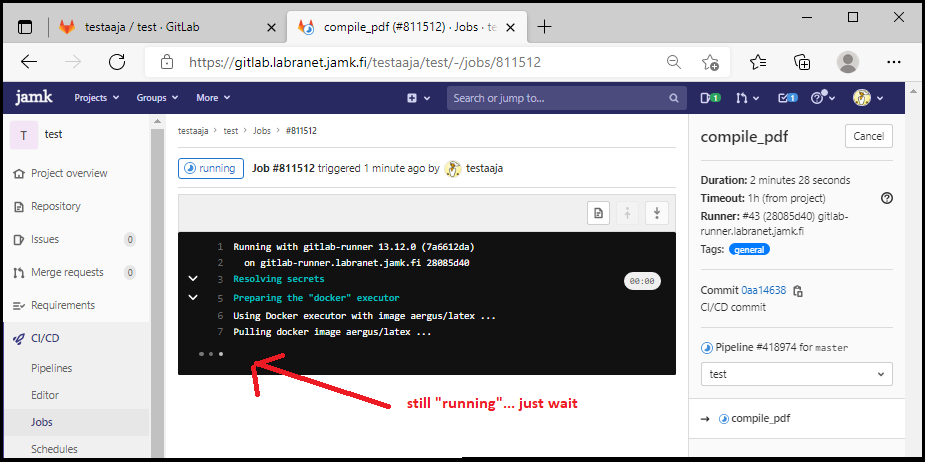 testaaja / test · GitLab
compile_pdf (#811512) · Jobs · te
https://gitlab.labranet.jamk.fi/testaaja/test/-/jobs/811512
jamk Projects Groups More Search or jump to... 1 1
T test
Project overview
Repository
Issues 0
Merge requests 0
Requirements
CI/CD
Pipelines
Editor
Jobs
Schedules
testaaja > test > Jobs > #811512
running Job #811512 triggered 1 minute ago by testaaja
1 Running with gitlab-runner 13.12.0 (7a6612da)
2 on gitlab-runner.labranet.jamk.fi 28085d40
3 Resolving secrets 00:00
5 Preparing the "docker" executor
6 Using Docker executor with image aergus/latex ...
7 Pulling docker image aergus/latex ...
still "running"... just wait
compile_pdf Cancel
Duration: 2 minutes 28 seconds
Timeout: 1h (from project)
Runner: #43 (28085d40) gitlab-
runner.labranet.jamk.fi
Tags: general
Commit 0aa14638
CI/CD commit
Pipeline #418974 for master
test
→ compile_pdf